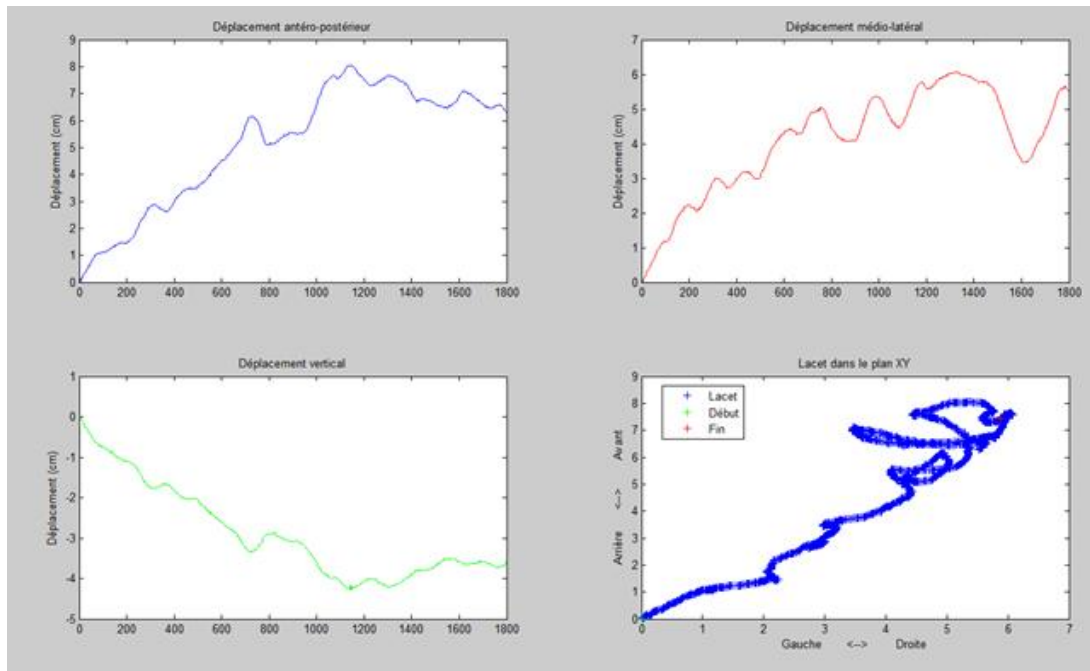 Déplacement antéro-postérieur
Déplacement (cm)
9
8
7
6
5
4
3
2
1
0
0 200 400 600 800 1000 1200 1400 1600 1800
Déplacement médio-latéral
Déplacement (cm)
7
6
5
4
3
2
1
0
0 200 400 600 800 1000 1200 1400 1600 1800
Déplacement vertical
Déplacement (cm)
1
0
-1
-2
-3
-4
-5
0 200 400 600 800 1000 1200 1400 1600 1800
Lacet dans le plan XY
Arrière <--> Avant
9
8
7
6
5
4
3
2
1
0
Lacet
Début
Fin
0 1 2 3 4 5 6 7
Gauche <--> Droite